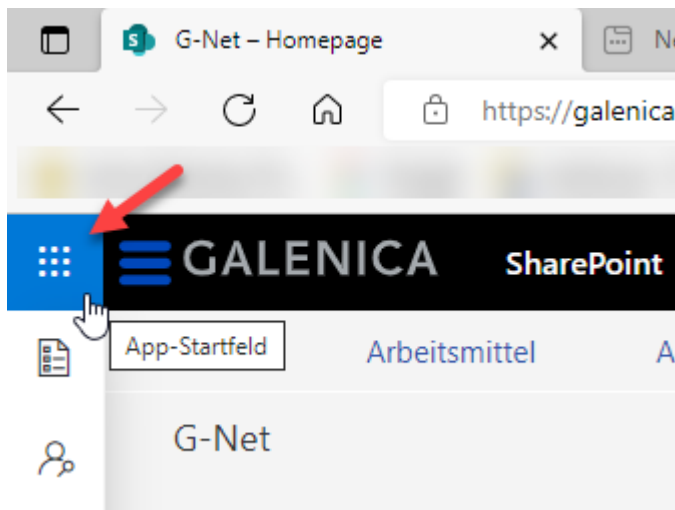 G-Net – Homepage
https://galenica
GALENICA SharePoint
App-Startfeld
Arbeitsmittel
G-Net